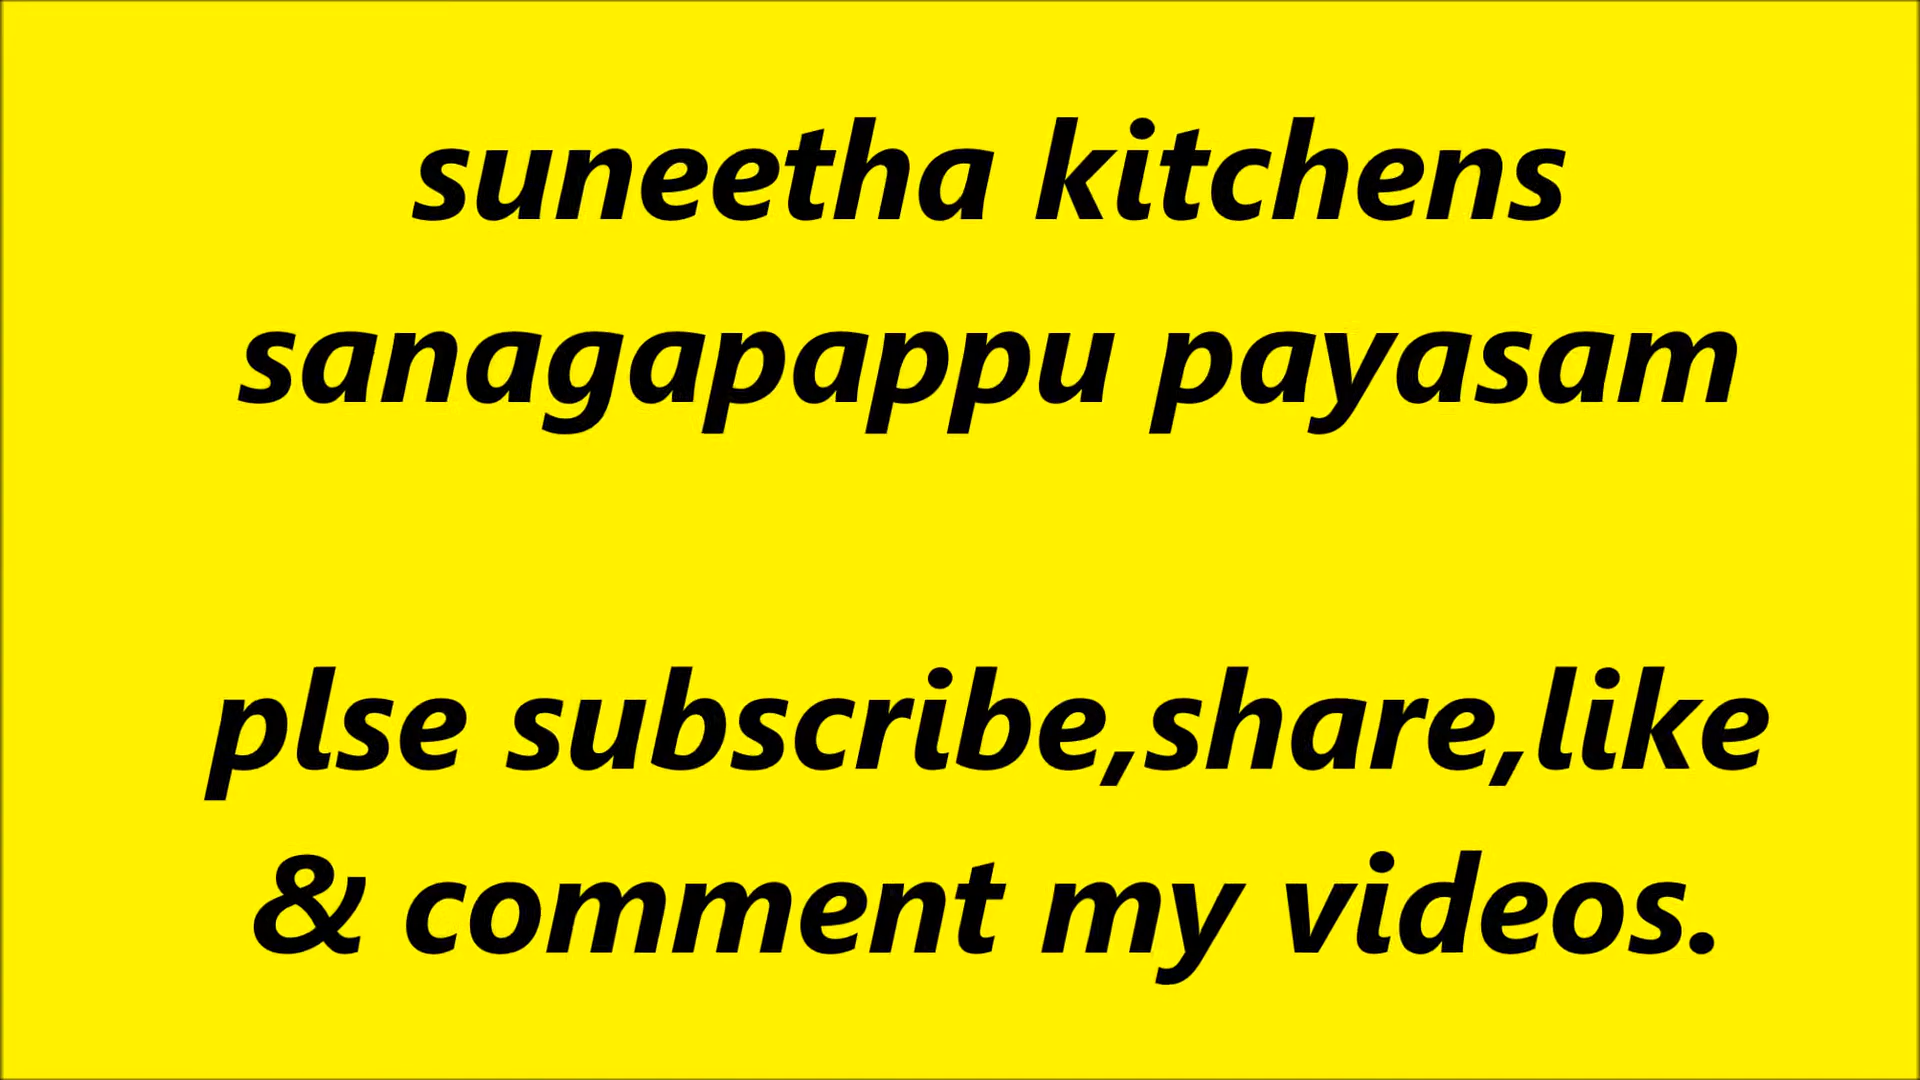 suneetha kitchens
sanagapappu payasam
plse subscribe,share,like
& comment my videos.